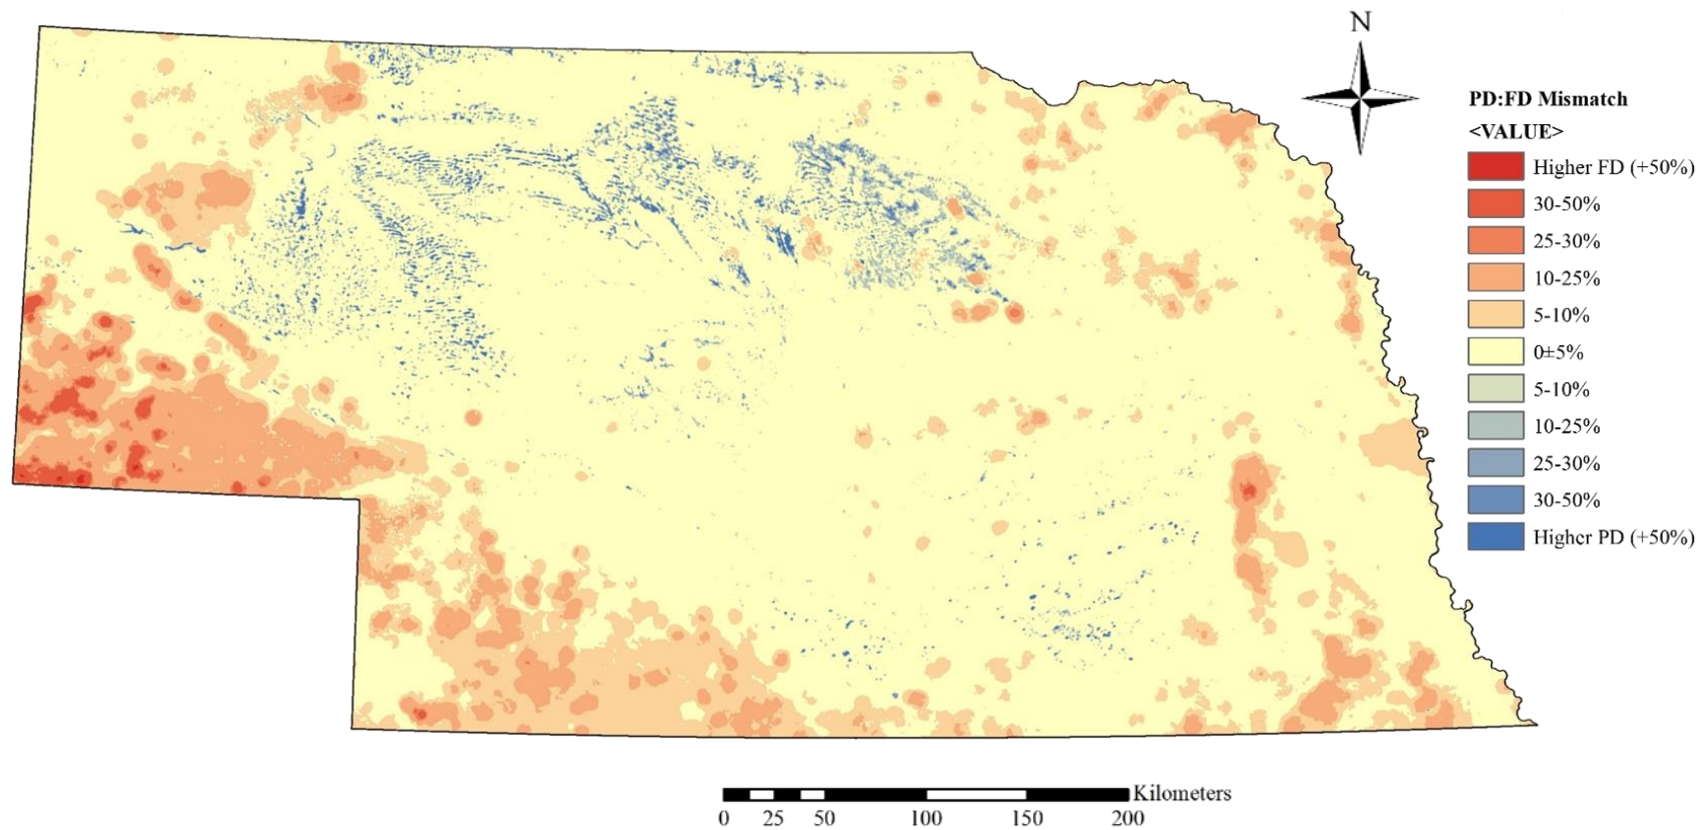 N
PD:FD Mismatch
<VALUE>
Higher FD (+50%)
30-50%
25-30%
10-25%
5-10%
0±5%
5-10%
10-25%
25-30%
30-50%
Higher PD (+50%)
Kilometers
0 25 50 100 150 200